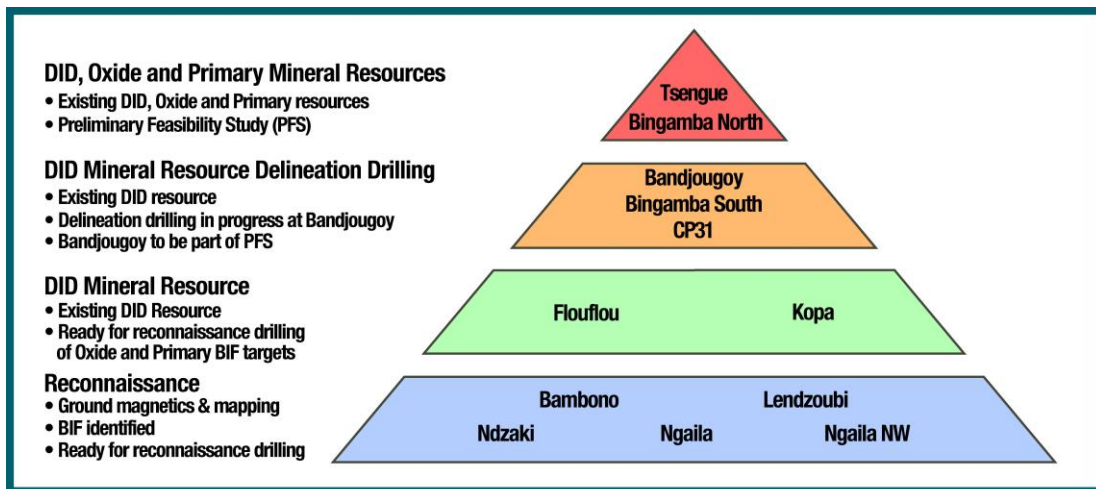 DID, Oxide and Primary Mineral Resources
• Existing DID, Oxide and Primary resources
• Preliminary Feasibility Study (PFS)
Tsengue
Bingamba North
DID Mineral Resource Delineation Drilling
• Existing DID resource
• Delineation drilling in progress at Bandjougoy
• Bandjougoy to be part of PFS
Bandjougoy
Bingamba South
CP31
DID Mineral Resource
• Existing DID Resource
• Ready for reconnaissance drilling
of Oxide and Primary BIF targets
Flouflou Kopa
Reconnaissance
• Ground magnetics & mapping
• BIF identified
• Ready for reconnaissance drilling
Bambono Lendzoubi
Ndzaki Ngaila Ngaila NW